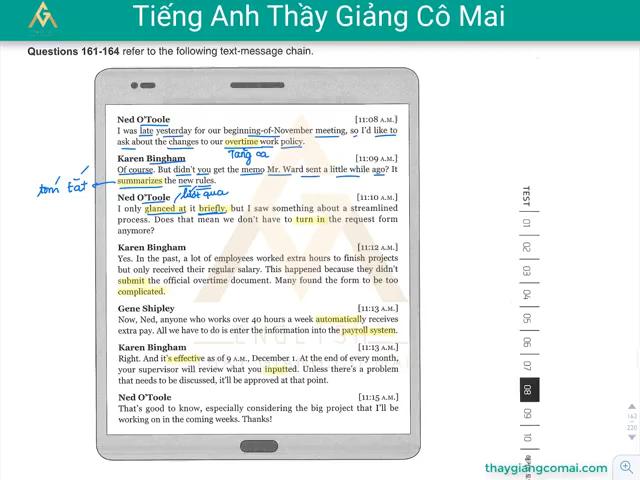 Tiếng Anh Thầy Giảng Cô Mai
Questions 161-164 refer to the following text-message chain.
Ned O'Toole [11:08 A.M.]
I was late yesterday for our beginning-of-November meeting, so I'd like to
ask about the changes to our overtime work policy.
Tăng ca
Karen Bingham [11:09 A.M.]
Of course. But didn't you get the memo Mr. Ward sent a little while ago? It
summarizes the new rules.
tóm tắt
lướt qua
Ned O'Toole [11:10 A.M.]
I only glanced at it briefly, but I saw something about a streamlined
process. Does that mean we don't have to turn in the request form
anymore?
Karen Bingham [11:12 A.M.]
Yes. In the past, a lot of employees worked extra hours to finish projects
but only received their regular salary. This happened because they didn't
submit the official overtime document. Many found the form to be too
complicated.
Gene Shipley [11:13 A.M.]
Now, Ned, anyone who works over 40 hours a week automatically receives
extra pay. All we have to do is enter the information into the payroll system.
Karen Bingham [11:13 A.M.]
Right. And it's effective as of 9 A.M., December 1. At the end of every month,
your supervisor will review what you inputted. Unless there's a problem
that needs to be discussed, it'll be approved at that point.
Ned O'Toole [11:15 A.M.]
That's good to know, especially considering the big project that I'll be
working on in the coming weeks. Thanks!
TEST
01
02
03
04
05
06
07
08
09
10
162
220
thaygiangcomai.com